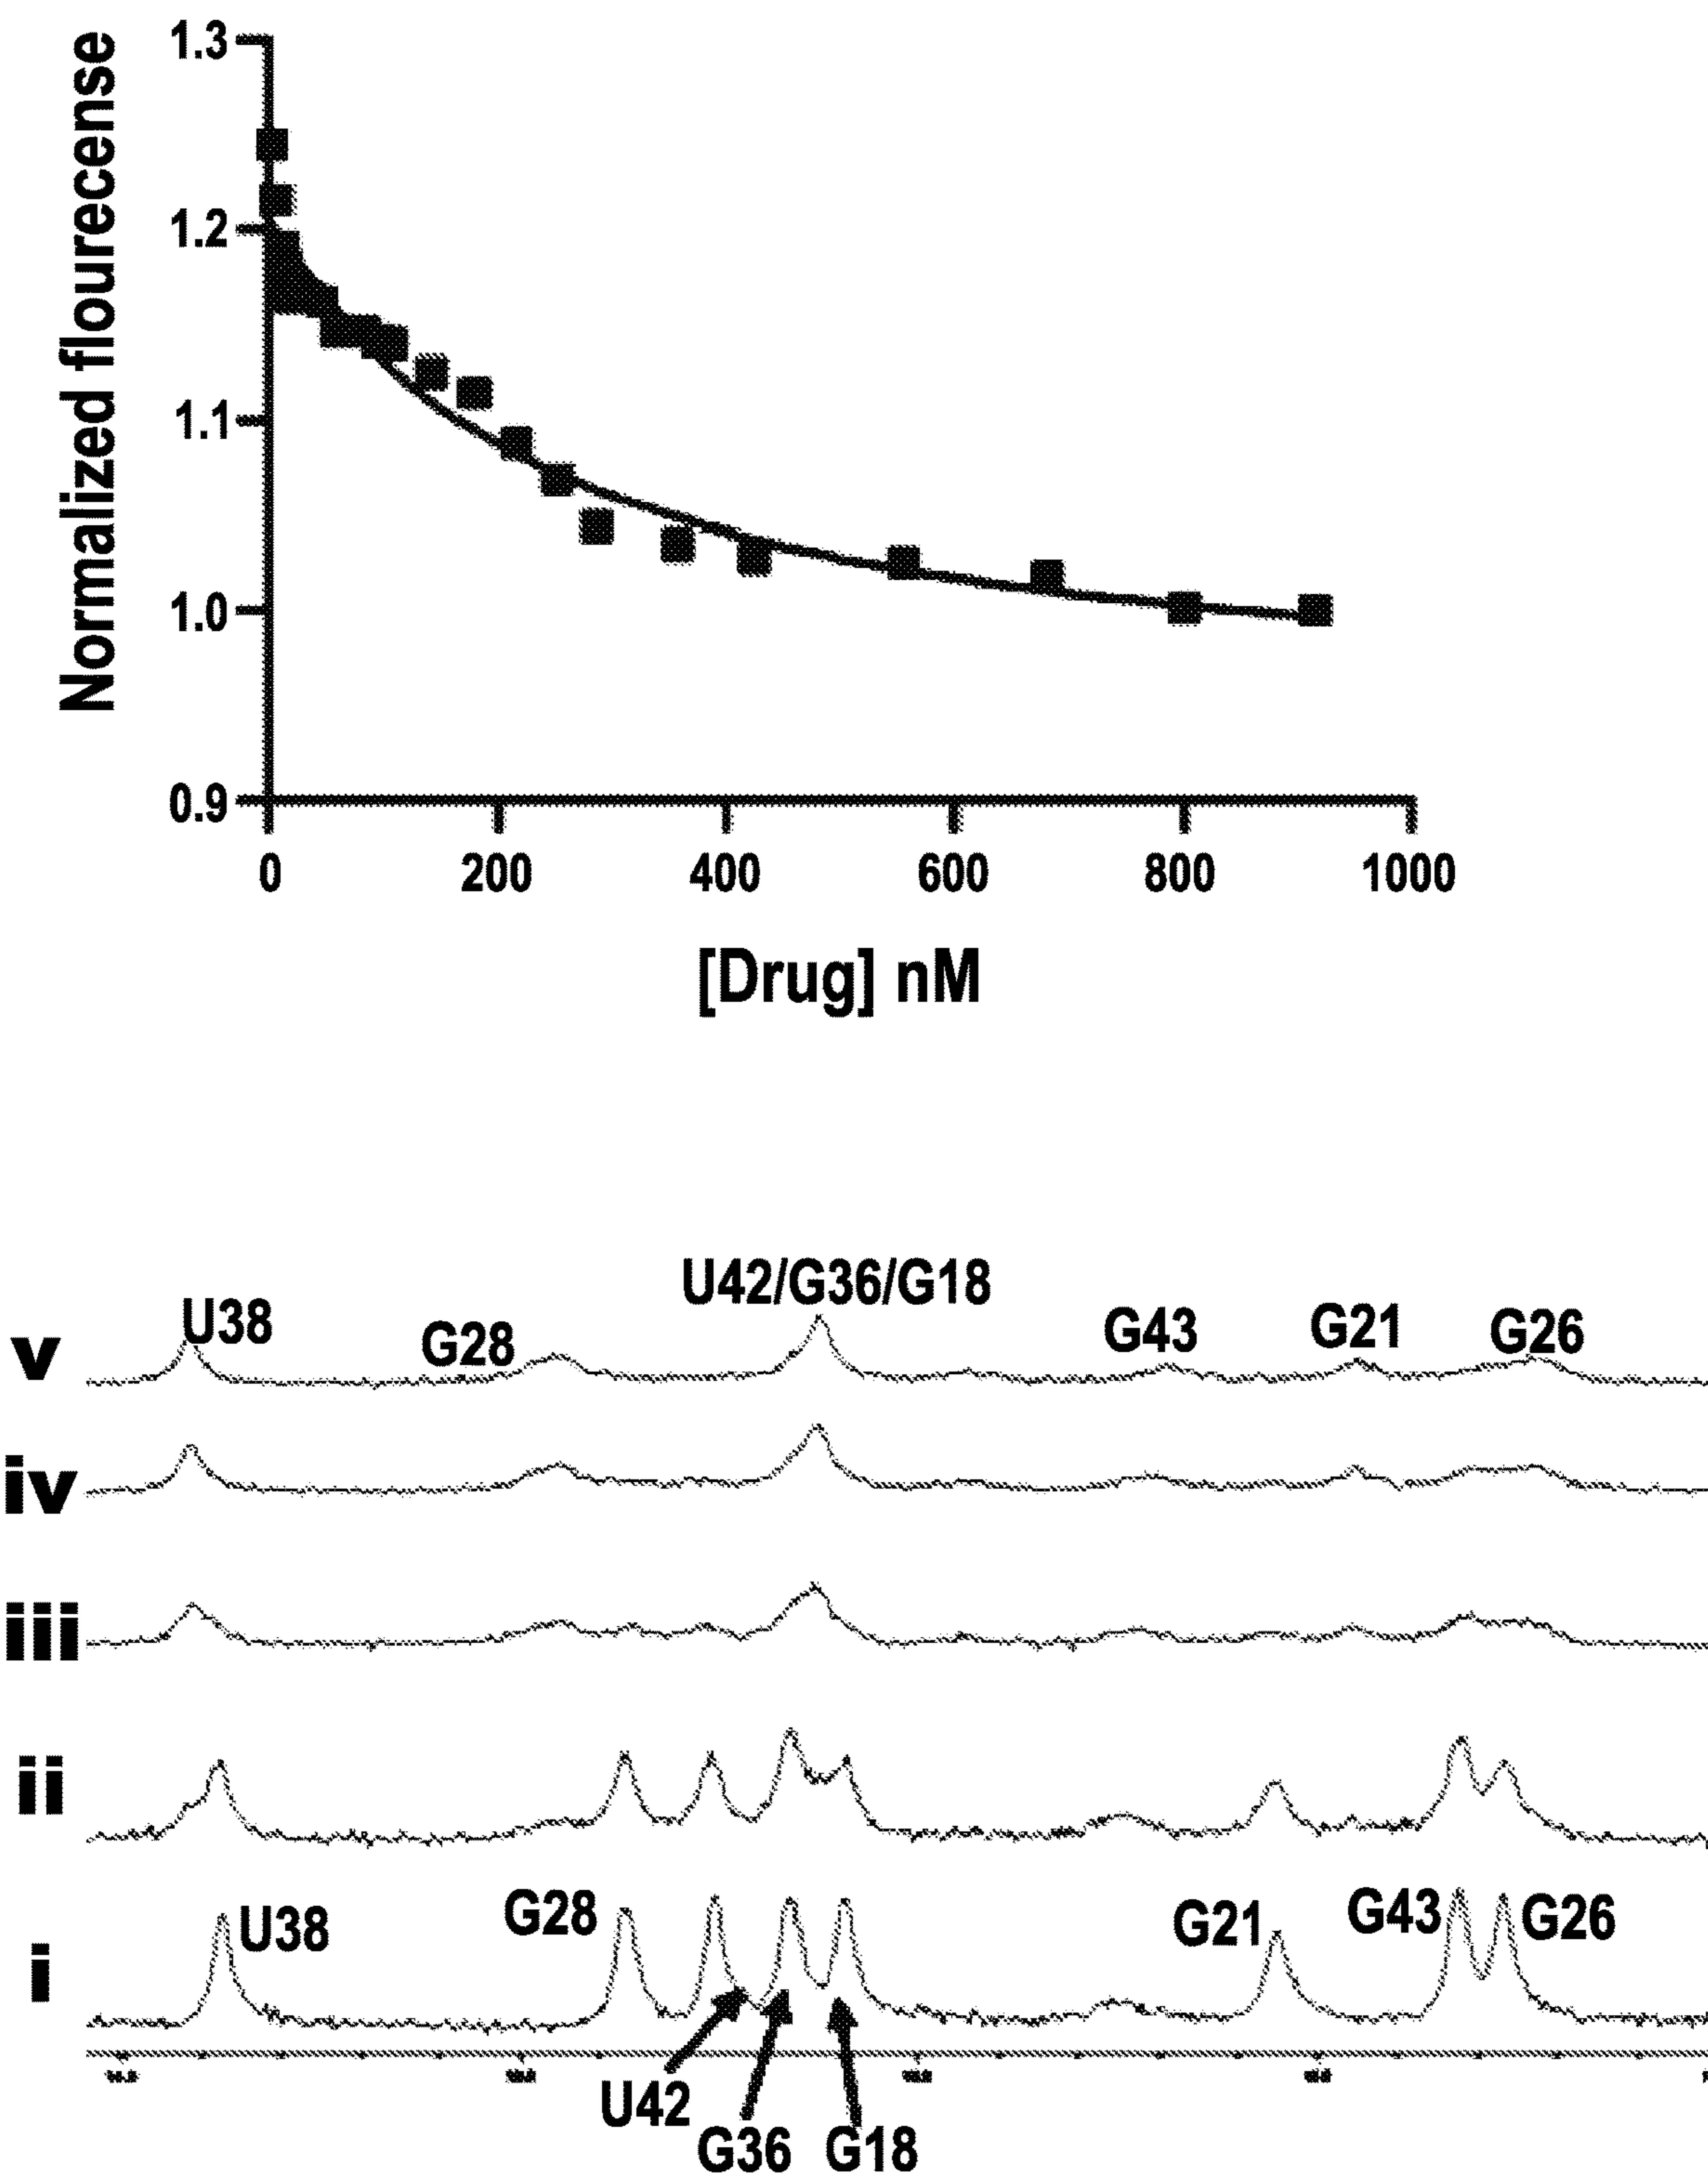 Normalized flourecense
1.3
1.2
1.1
1.0
0.9
0
200
400
600
800
1000
[Drug] nM
v
U38
G28
U42/G36/G18
G43
G21
G26
iv
iii
ii
i
U38
G28
G21
G43
G26
U42
G36
G18